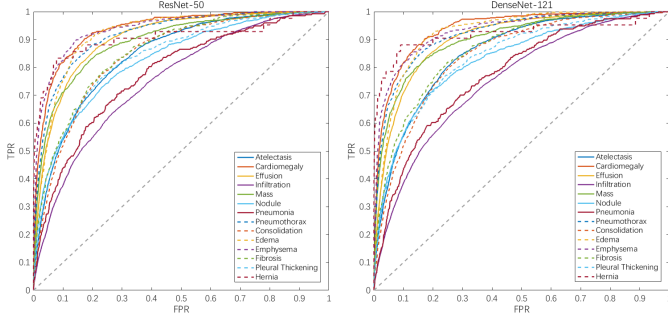 ResNet-50
TPR
1
0.9
0.8
0.7
0.6
0.5
0.4
0.3
0.2
0.1
0
Atelectasis
Cardiomegaly
Effusion
Infiltration
Mass
Nodule
Pneumonia
Pneumothorax
Consolidation
Edema
Emphysema
Fibrosis
Pleural Thickening
Hernia
0 0.1 0.2 0.3 0.4 0.5 0.6 0.7 0.8 0.9 1
FPR
DenseNet-121
TPR
1
0.9
0.8
0.7
0.6
0.5
0.4
0.3
0.2
0.1
0
Atelectasis
Cardiomegaly
Effusion
Infiltration
Mass
Nodule
Pneumonia
Pneumothorax
Consolidation
Edema
Emphysema
Fibrosis
Pleural Thickening
Hernia
0 0.1 0.2 0.3 0.4 0.5 0.6 0.7 0.8 0.9
FPR